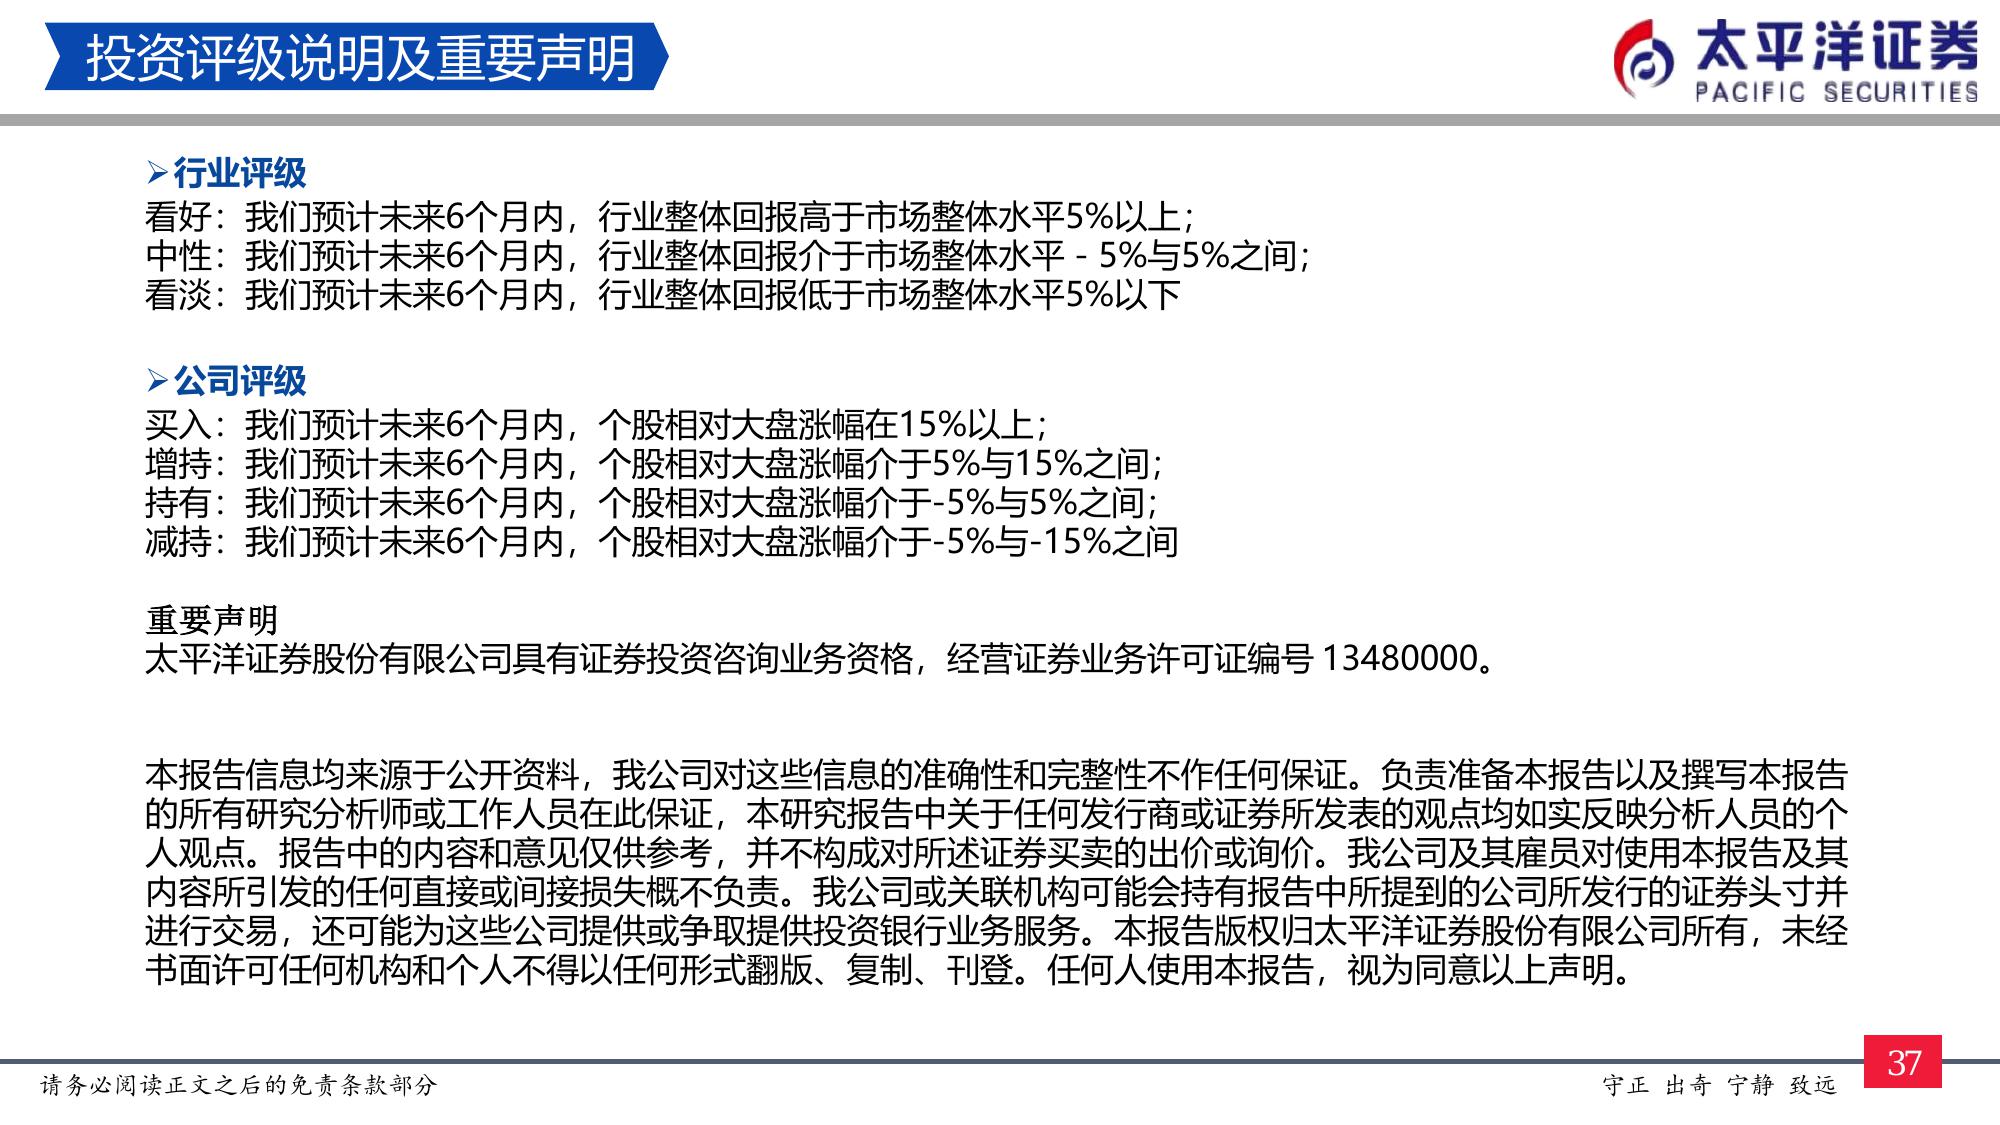 投资评级说明及重要声明
太平洋证券
PACIFIC SECURITIES
➢行业评级
看好：我们预计未来6个月内，行业整体回报高于市场整体水平5%以上；
中性：我们预计未来6个月内，行业整体回报介于市场整体水平－5%与5%之间；
看淡：我们预计未来6个月内，行业整体回报低于市场整体水平5%以下
➢公司评级
买入：我们预计未来6个月内，个股相对大盘涨幅在15%以上；
增持：我们预计未来6个月内，个股相对大盘涨幅介于5%与15%之间；
持有：我们预计未来6个月内，个股相对大盘涨幅介于-5%与5%之间；
减持：我们预计未来6个月内，个股相对大盘涨幅介于-5%与-15%之间
重要声明
太平洋证券股份有限公司具有证券投资咨询业务资格，经营证券业务许可证编号 13480000。
本报告信息均来源于公开资料，我公司对这些信息的准确性和完整性不作任何保证。负责准备本报告以及撰写本报告
的所有研究分析师或工作人员在此保证，本研究报告中关于任何发行商或证券所发表的观点均如实反映分析人员的个
人观点。报告中的内容和意见仅供参考，并不构成对所述证券买卖的出价或询价。我公司及其雇员对使用本报告及其
内容所引发的任何直接或间接损失概不负责。我公司或关联机构可能会持有报告中所提到的公司所发行的证券头寸并
进行交易，还可能为这些公司提供或争取提供投资银行业务服务。本报告版权归太平洋证券股份有限公司所有，未经
书面许可任何机构和个人不得以任何形式翻版、复制、刊登。任何人使用本报告，视为同意以上声明。
请务必阅读正文之后的免责条款部分
守正 出奇 宁静 致远
37